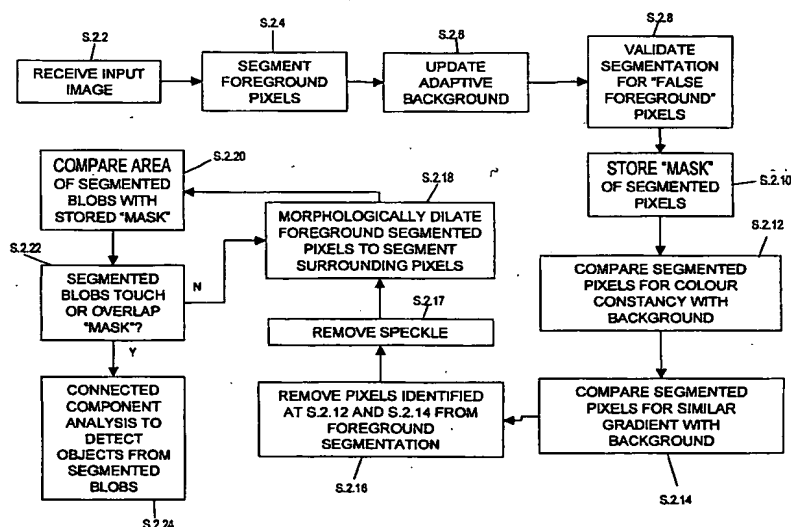 S.2.2
RECEIVE INPUT
IMAGE
S.2.4
SEGMENT
FOREGROUND
PIXELS
S.2.6
UPDATE
ADAPTIVE
BACKGROUND
S.2.8
VALIDATE
SEGMENTATION
FOR "FALSE
FOREGROUND"
PIXELS
STORE "MASK"
OF SEGMENTED
PIXELS
S.2.10
S.2.12
COMPARE SEGMENTED
PIXELS FOR COLOUR
CONSTANCY WITH
BACKGROUND
COMPARE SEGMENTED
PIXELS FOR SIMILAR
GRADIENT WITH
BACKGROUND
S.2.14
REMOVE PIXELS IDENTIFIED
AT S.2.12 AND S.2.14 FROM
FOREGROUND
SEGMENTATION
S.2.16
S.2.17
REMOVE SPECKLE
S.2.18
MORPHOLOGICALLY DILATE
FOREGROUND SEGMENTED
PIXELS TO SEGMENT
SURROUNDING PIXELS
S.2.20
COMPARE AREA
OF SEGMENTED
BLOBS WITH
STORED "MASK"
S.2.22
SEGMENTED
BLOBS TOUCH
OR OVERLAP
"MASK"?
N
Y
CONNECTED
COMPONENT
ANALYSIS TO
DETECT
OBJECTS FROM
SEGMENTED
BLOBS
S.2.24